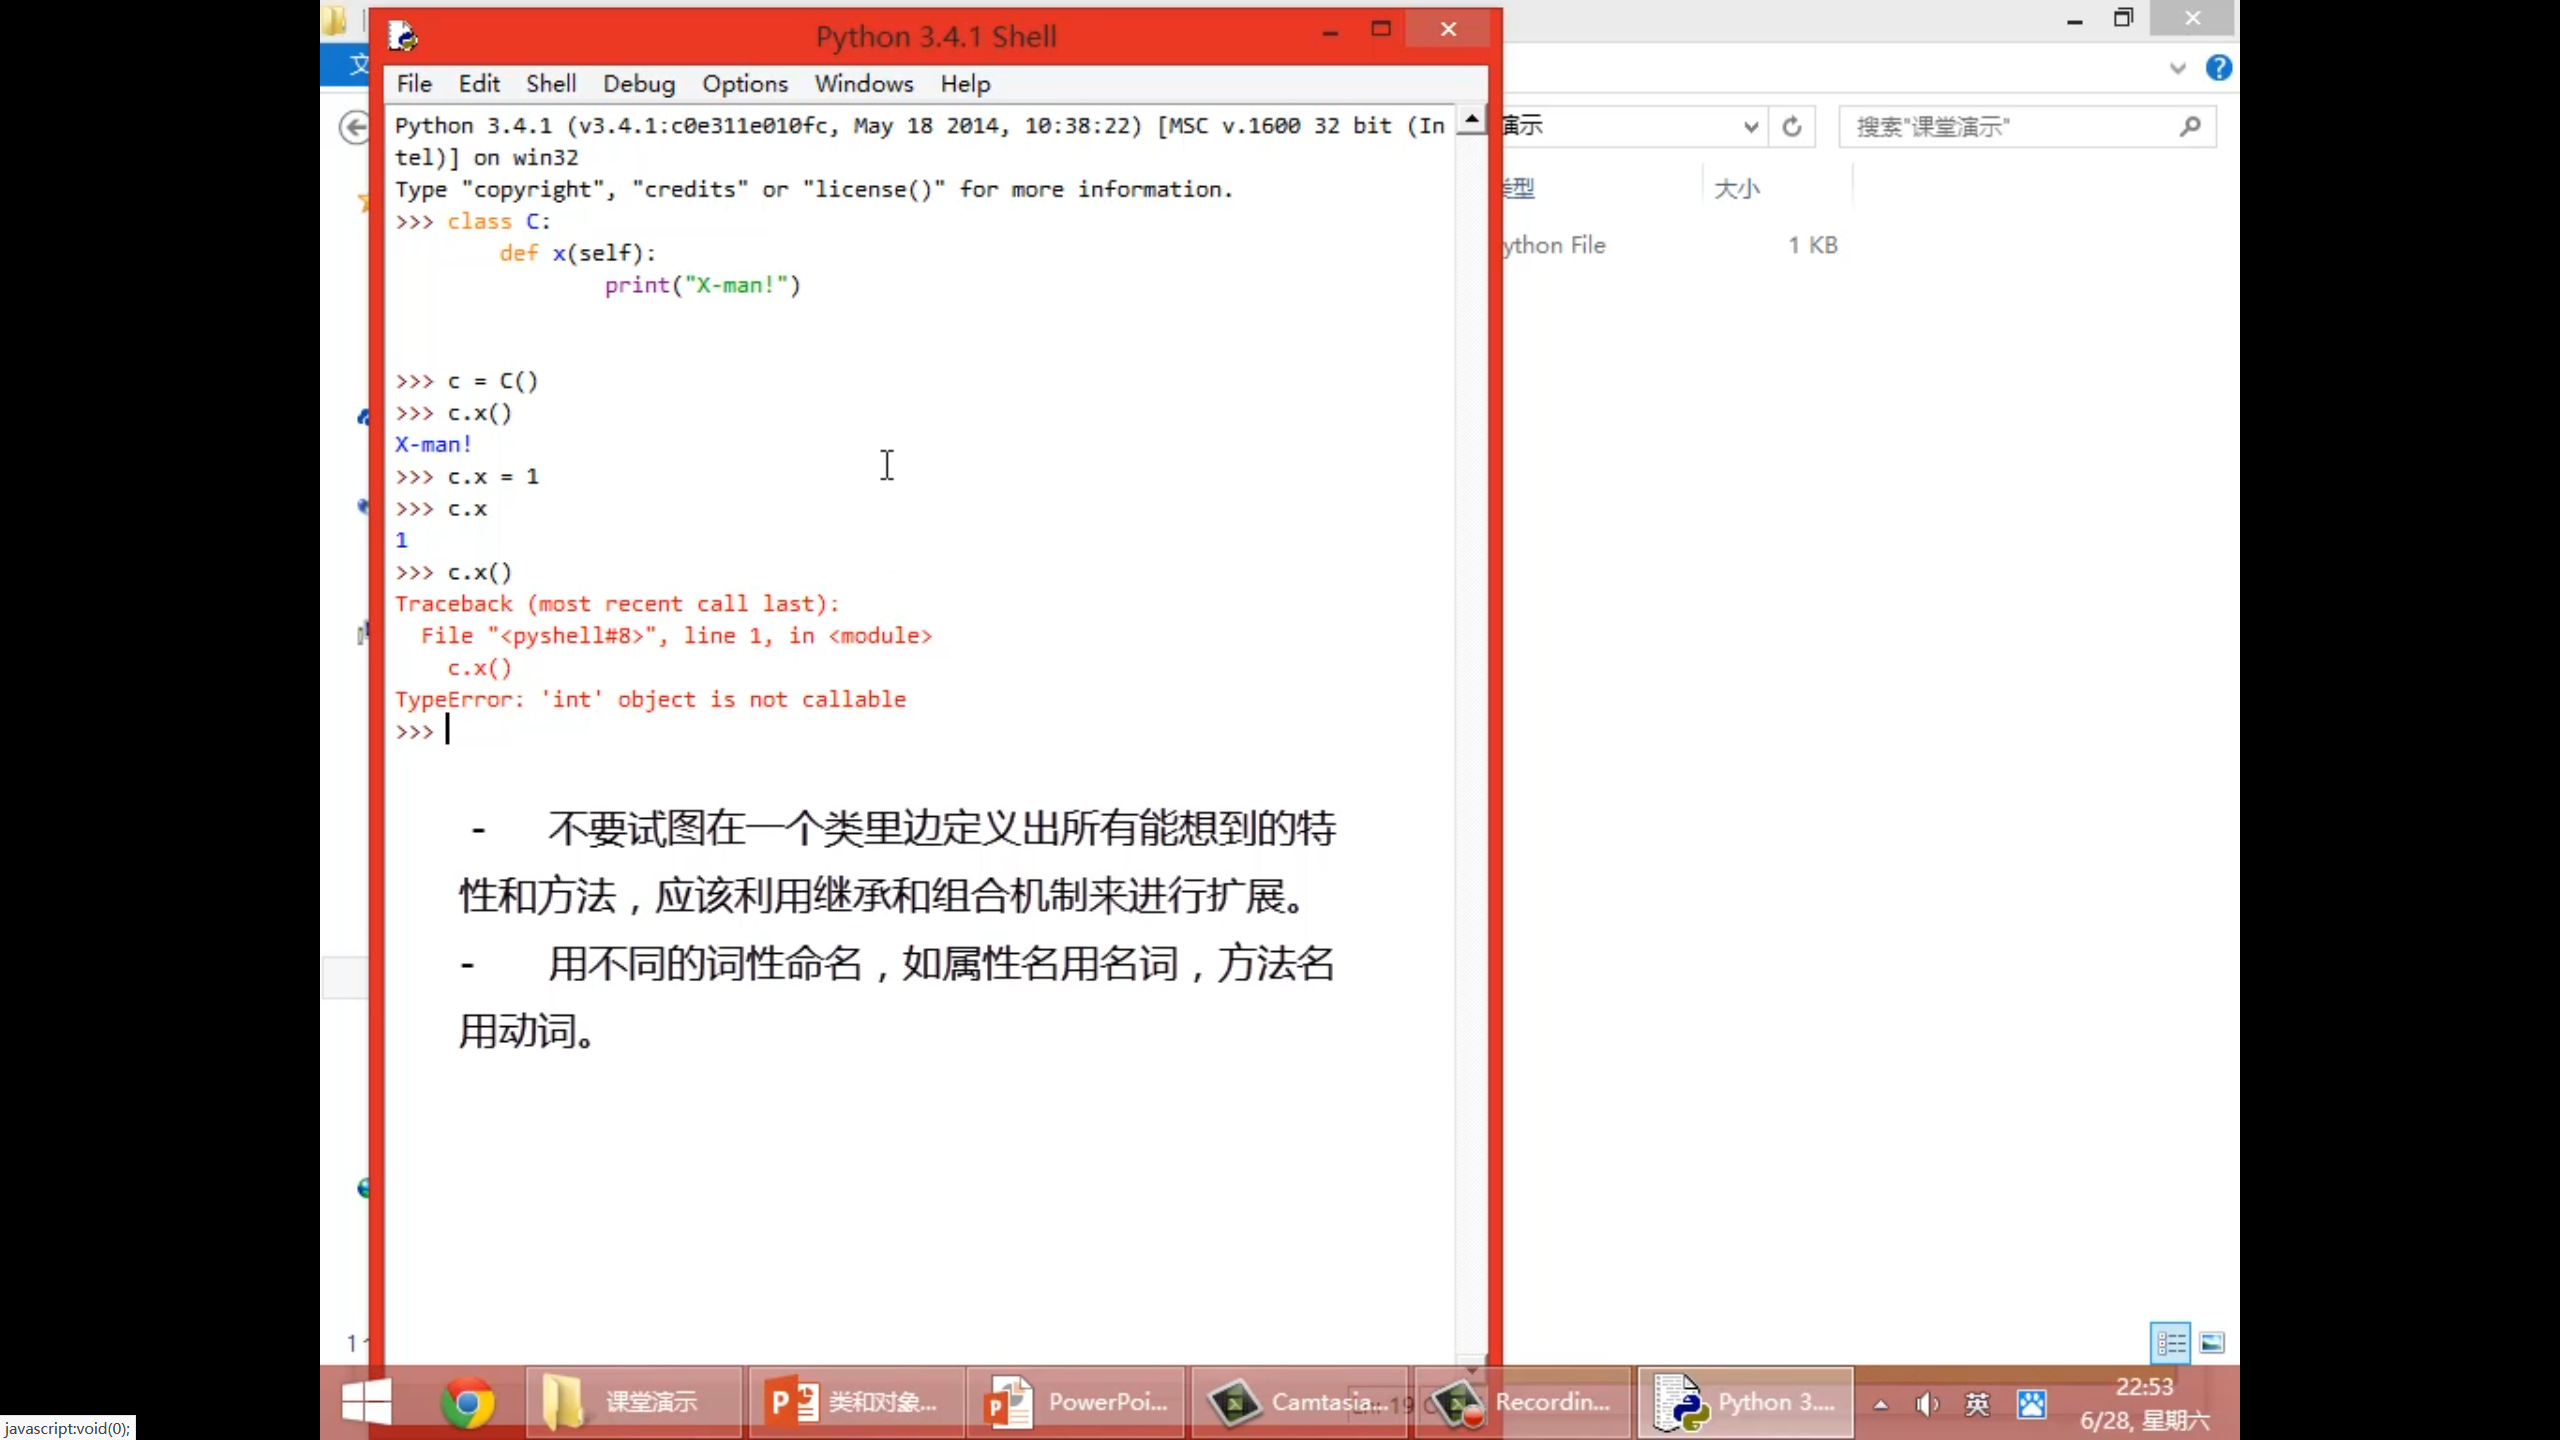 Python 3.4.1 Shell
文
File Edit Shell Debug Options Windows Help
Python 3.4.1 (v3.4.1:c0e311e010fc, May 18 2014, 10:38:22) [MSC v.1600 32 bit (In
tel)] on win32
Type "copyright", "credits" or "license()" for more information.
>>> class C:
def x(self):
print("X-man!")
>>> c = C()
>>> c.x()
X-man!
>>> c.x = 1
>>> c.x
1
>>> c.x()
Traceback (most recent call last):
File "<pyshell#8>", line 1, in <module>
c.x()
TypeError: 'int' object is not callable
>>>
- 不要试图在一个类里边定义出所有能想到的特
性和方法，应该利用继承和组合机制来进行扩展。
- 用不同的词性命名，如属性名用名词，方法名
用动词。
演示
搜索"课堂演示"
类型 大小
ython File 1 KB
1
课堂演示 类和对象... PowerPoi... Camtasia... Recordin... Python 3....
英
22:53
6/28, 星期六
javascript:void(0);